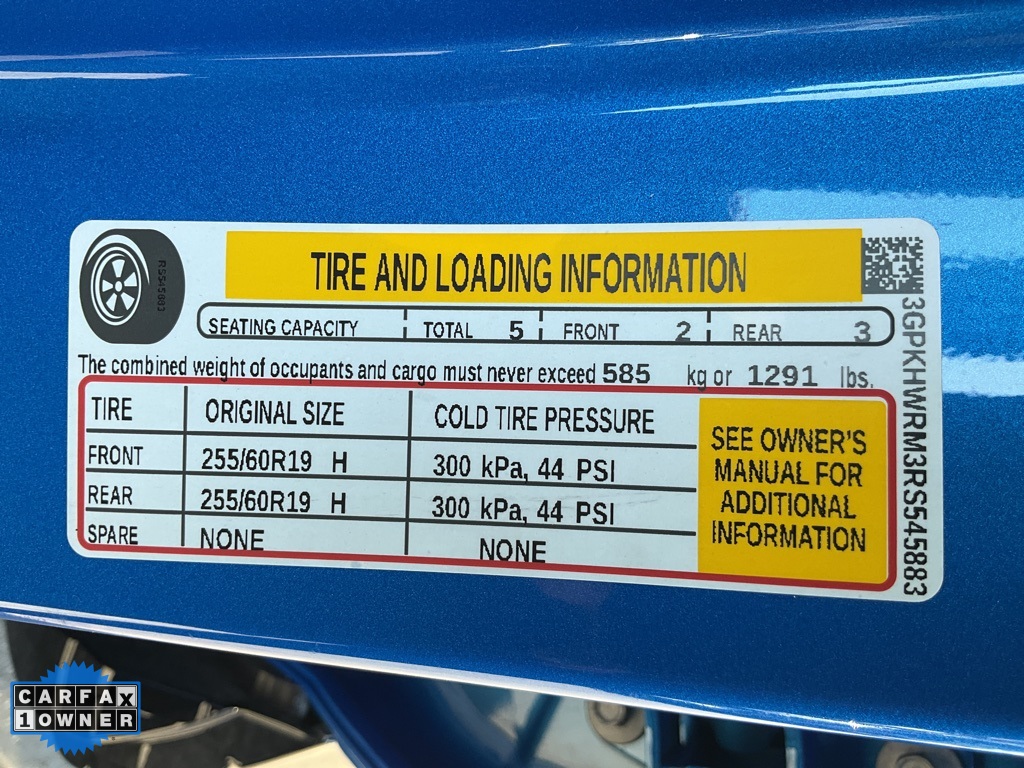 TIRE AND LOADING INFORMATION
RS545883
SEATING CAPACITY TOTAL 5 FRONT 2 REAR 3
The combined weight of occupants and cargo must never exceed 585 kg or 1291 lbs.
TIRE ORIGINAL SIZE COLD TIRE PRESSURE
FRONT 255/60R19 H 300 kPa, 44 PSI
REAR 255/60R19 H 300 kPa, 44 PSI
SPARE NONE NONE
SEE OWNER'S
MANUAL FOR
ADDITIONAL
INFORMATION
3GPKHWRM3RS545883
CARFAX
1 OWNER